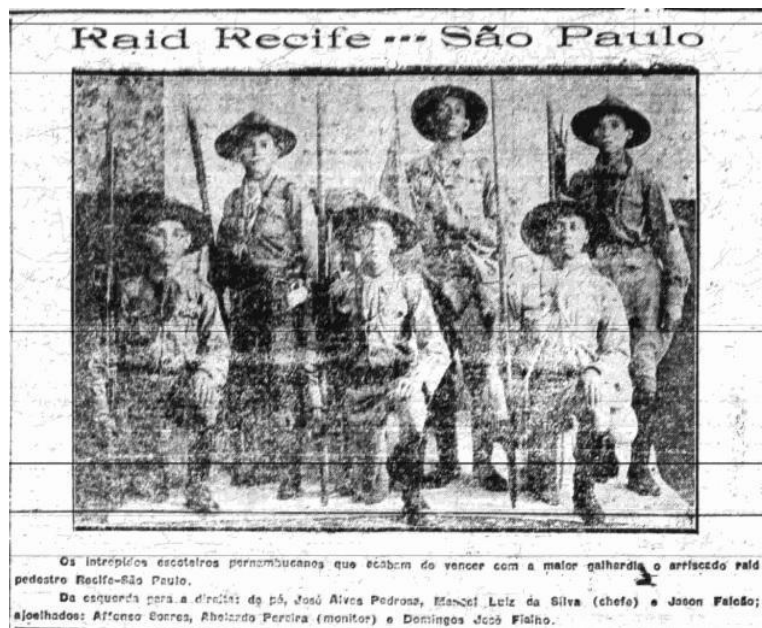 Raid Recife --- São Paulo
Os intrepidos escoteiros pernambucanos que acabam de vencer com a maior galhardia o arriscado raid
pedestre Recife-São Paulo.
Da esquerda para a direita: de pé, José Alves Pedrosa, Manoel Luiz da Silva (chefe) e Jason Falcão;
ajoelhados: Affonso Soares, Abelardo Pereira (monitor) e Domingos José Fialho.